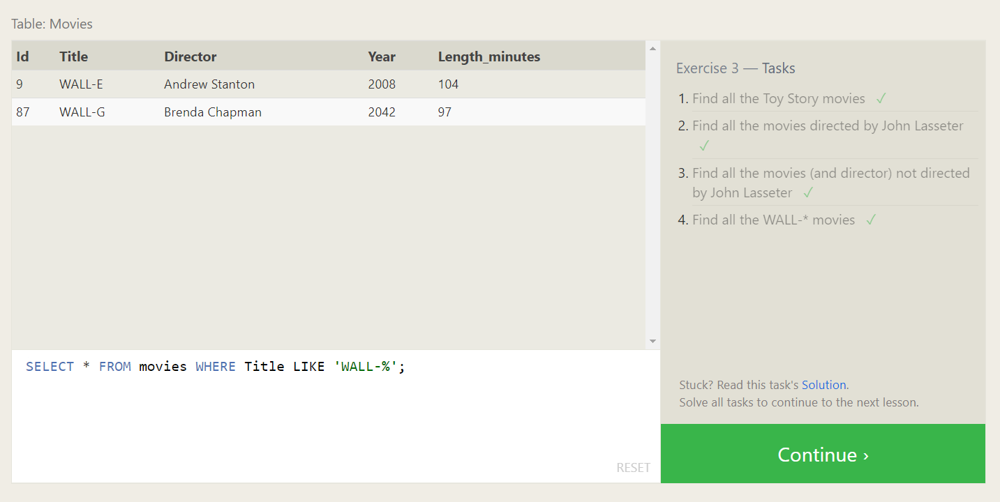 Table: Movies
Id Title Director Year Length_minutes
9 WALL-E Andrew Stanton 2008 104
87 WALL-G Brenda Chapman 2042 97
SELECT * FROM movies WHERE Title LIKE 'WALL-%';
RESET
Exercise 3 — Tasks
1. Find all the Toy Story movies ✓
2. Find all the movies directed by John Lasseter
✓
3. Find all the movies (and director) not directed
by John Lasseter ✓
4. Find all the WALL-* movies ✓
Stuck? Read this task's Solution.
Solve all tasks to continue to the next lesson.
Continue ›